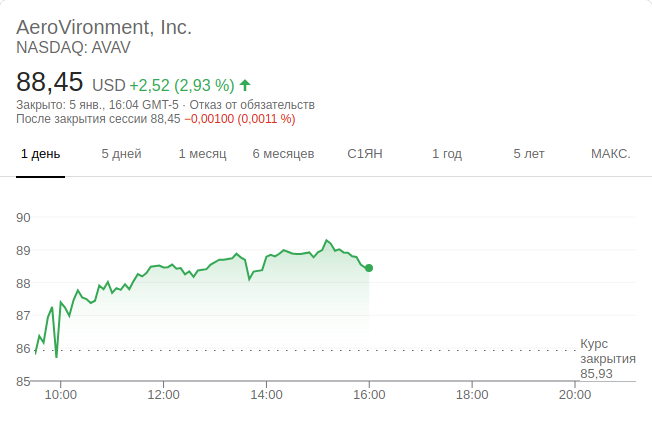 AeroVironment, Inc.
NASDAQ: AVAV
88,45 USD +2,52 (2,93 %)
Закрыто: 5 янв., 16:04 GMT-5 · Отказ от обязательств
После закрытия сессии 88,45 −0,00100 (0,0011 %)
1 день 5 дней 1 месяц 6 месяцев С1ЯН 1 год 5 лет МАКС.
90
89
88
87
86
Курс
закрытия
85,93
85
10:00 12:00 14:00 16:00 18:00 20:00